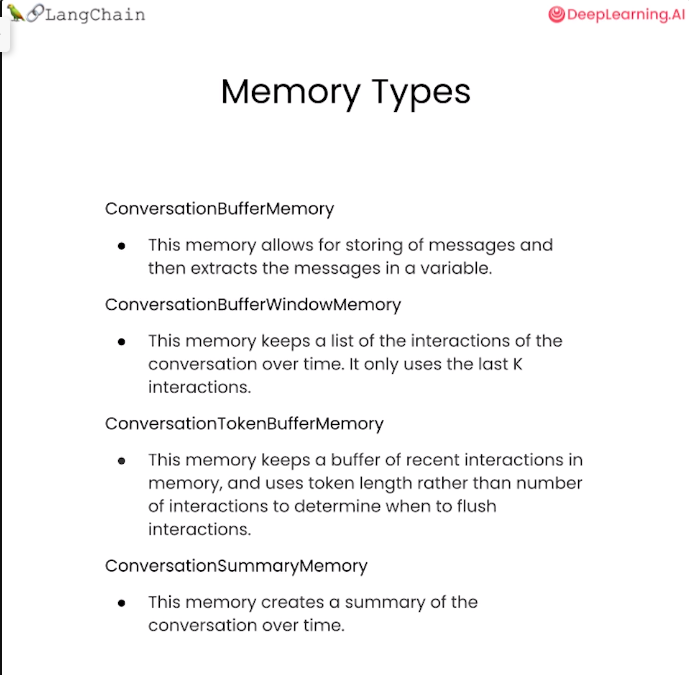 LangChain
DeepLearning.AI
Memory Types
ConversationBufferMemory
● This memory allows for storing of messages and
then extracts the messages in a variable.
ConversationBufferWindowMemory
● This memory keeps a list of the interactions of the
conversation over time. It only uses the last K
interactions.
ConversationTokenBufferMemory
● This memory keeps a buffer of recent interactions in
memory, and uses token length rather than number
of interactions to determine when to flush
interactions.
ConversationSummaryMemory
● This memory creates a summary of the
conversation over time.